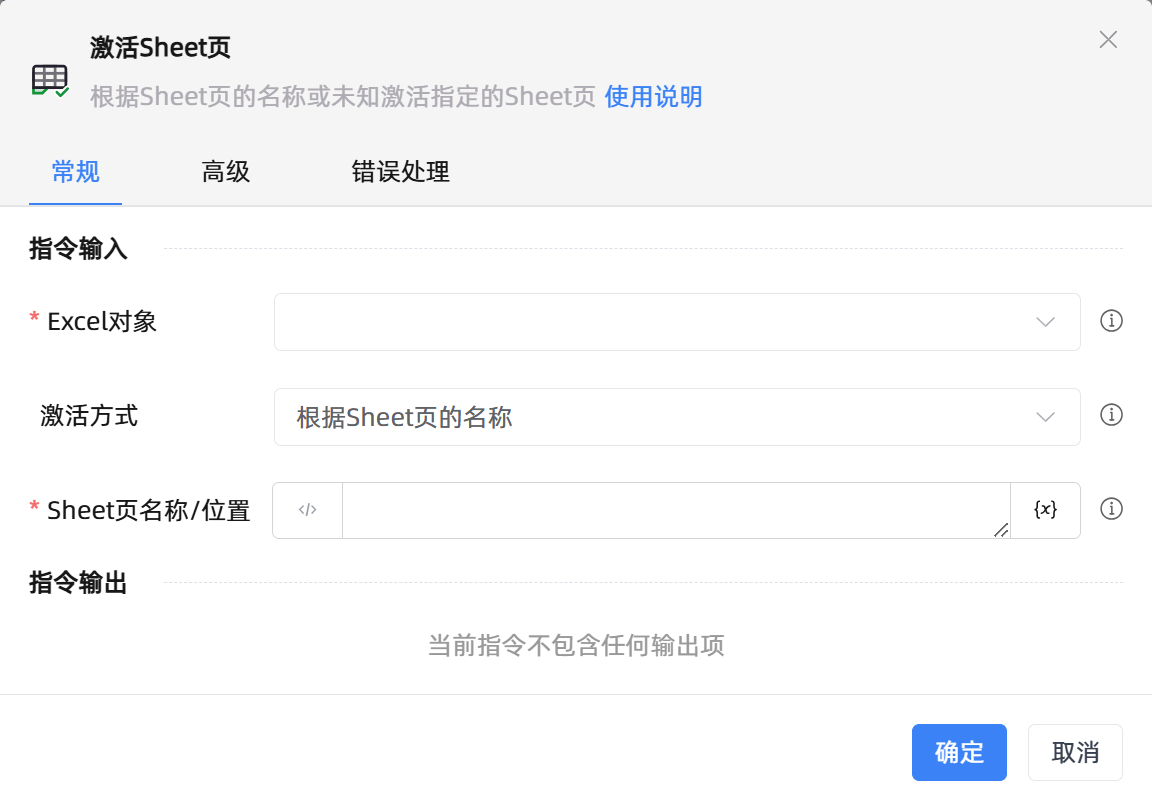 激活Sheet页
根据Sheet页的名称或未知激活指定的Sheet页 使用说明
常规 高级 错误处理
指令输入
* Excel对象
激活方式 根据Sheet页的名称
* Sheet页名称/位置 </> {x}
指令输出
当前指令不包含任何输出项
确定 取消